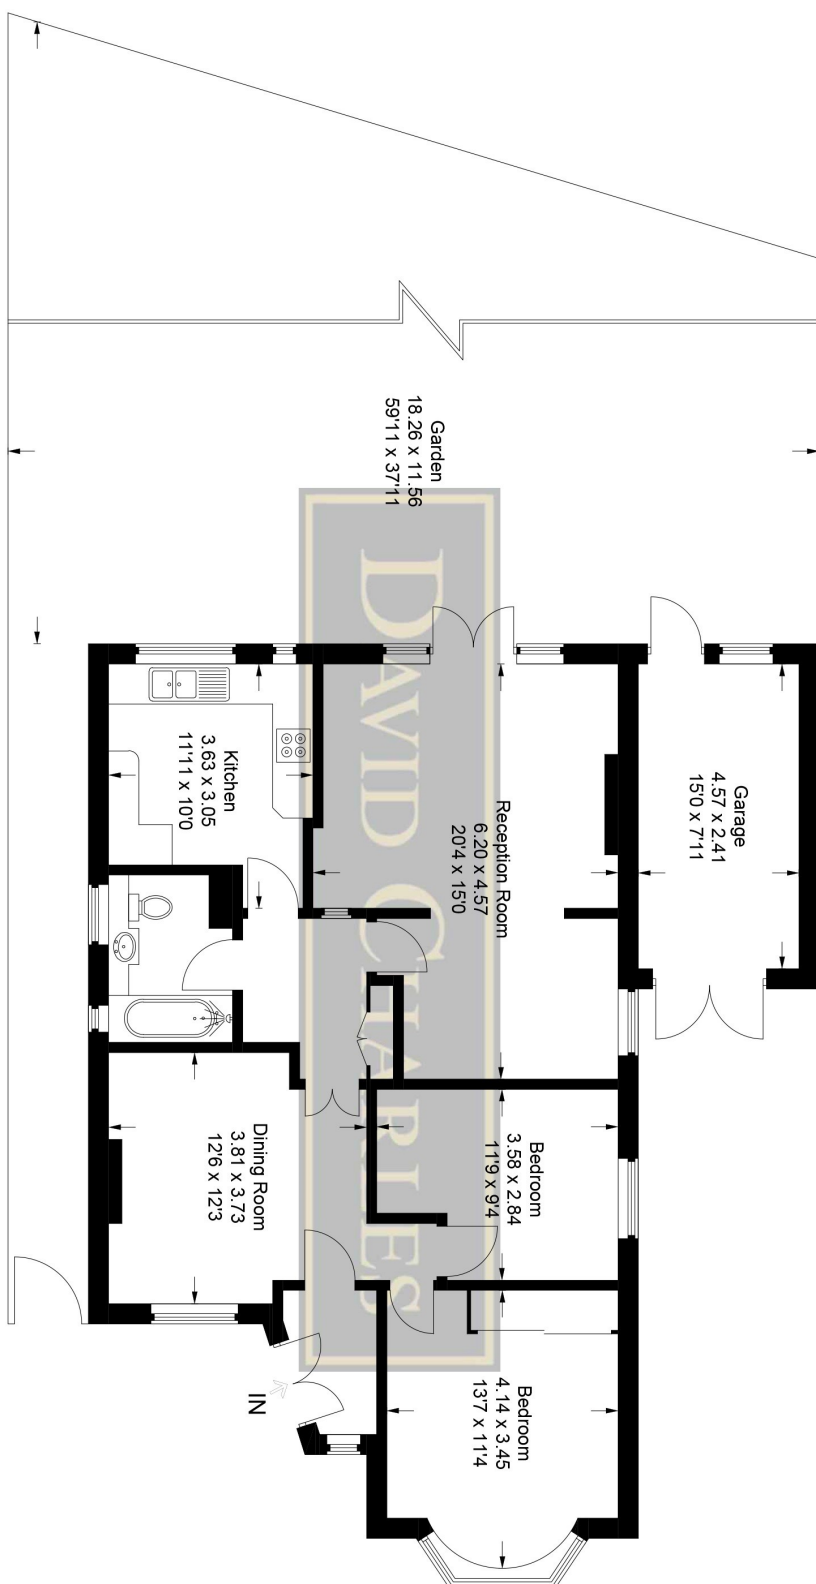 Garden
18.26 x 11.56
59'11 x 37'11
Garage
4.57 x 2.41
15'0 x 7'11
Reception Room
6.20 x 4.57
20'4 x 15'0
Kitchen
3.63 x 3.05
11'11 x 10'0
Bedroom
3.58 x 2.84
11'9 x 9'4
Dining Room
3.81 x 3.73
12'6 x 12'3
Bedroom
4.14 x 3.45
13'7 x 11'4
IN
DAVID CHARLES